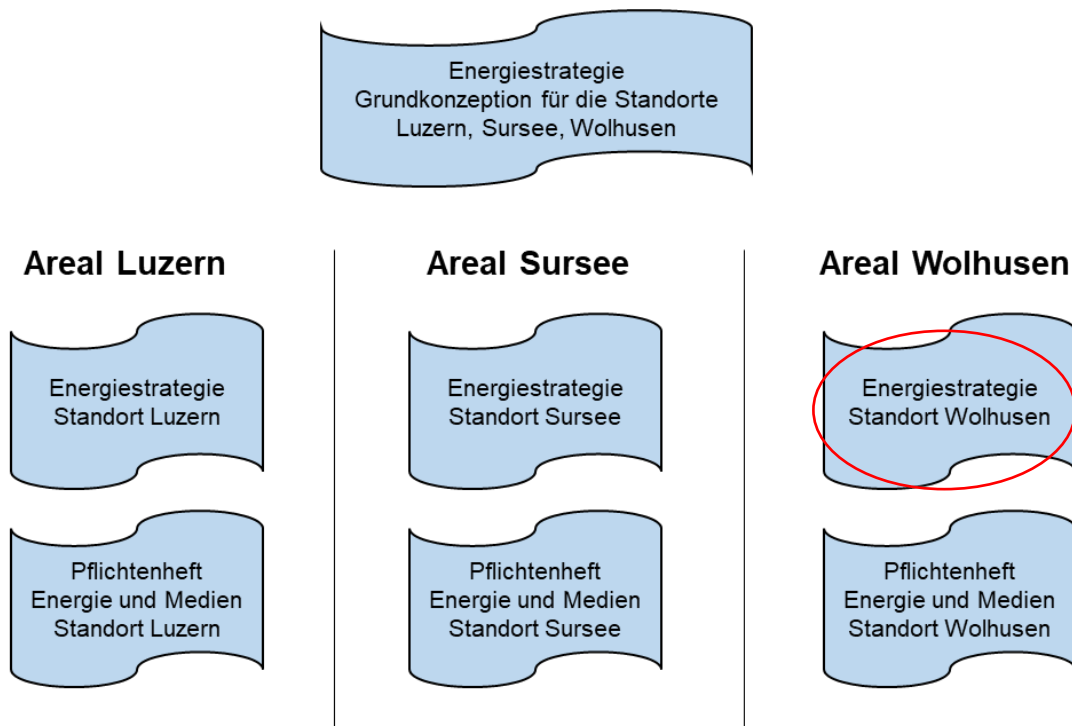 Energiestrategie
Grundkonzeption für die Standorte
Luzern, Sursee, Wolhusen
Areal Luzern
Energiestrategie
Standort Luzern
Pflichtenheft
Energie und Medien
Standort Luzern
Areal Sursee
Energiestrategie
Standort Sursee
Pflichtenheft
Energie und Medien
Standort Sursee
Areal Wolhusen
Energiestrategie
Standort Wolhusen
Pflichtenheft
Energie und Medien
Standort Wolhusen